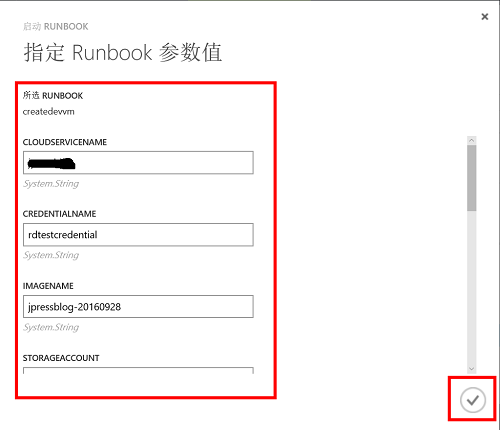 启动 RUNBOOK
指定 Runbook 参数值
所选 RUNBOOK
createdevvm
CLOUDSERVICENAME
System.String
CREDENTIALNAME
rdtestcredential
System.String
IMAGENAME
jpressblog-20160928
System.String
STORAGEACCOUNT